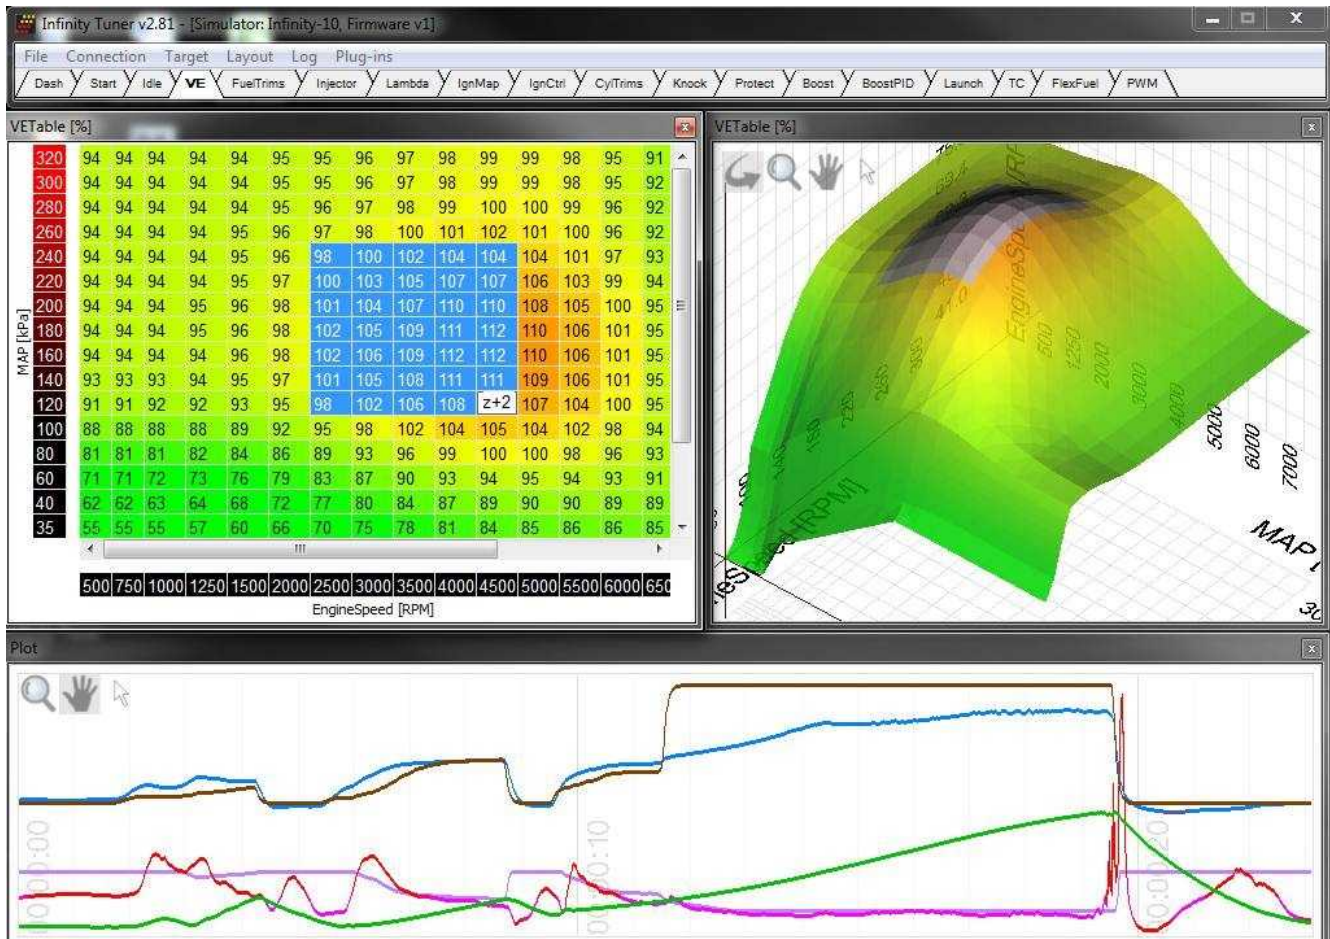 Infinity Tuner v2.81 - [Simulator: Infinity-10, Firmware v1]
File Connection Target Layout Log Plug-ins
Dash Start Idle VE FuelTrims Injector Lambda IgnMap IgnCtrl CylTrims Knock Protect Boost BoostPID Launch TC FlexFuel PWM
VETable [%]
320 94 94 94 94 94 95 95 96 97 98 99 99 98 95 91
300 94 94 94 94 94 95 95 96 97 98 99 99 98 95 92
280 94 94 94 94 94 95 96 97 98 99 100 100 99 96 92
260 94 94 94 94 95 96 97 98 100 101 102 101 100 96 92
240 94 94 94 94 95 96 98 100 102 104 104 104 101 97 93
220 94 94 94 94 95 97 100 103 105 107 107 106 103 99 94
200 94 94 94 95 96 98 101 104 107 110 110 108 105 100 95
180 94 94 94 95 96 98 102 105 109 111 112 110 106 101 95
160 94 94 94 94 96 98 102 106 109 112 112 110 106 101 95
140 93 93 93 94 95 97 101 105 108 111 111 109 106 101 95
120 91 91 92 92 93 95 98 102 106 108 z+2 107 104 100 95
100 88 88 88 88 89 92 95 98 102 104 105 104 102 98 94
80 81 81 81 82 84 86 89 93 96 99 100 100 98 96 93
60 71 71 72 73 76 79 83 87 90 93 94 95 94 93 91
40 62 62 63 64 68 72 77 80 84 87 89 90 90 89 89
35 55 55 55 57 60 66 70 75 78 81 84 85 86 86 85
MAP [kPa]
500 750 1000 1250 1500 2000 2500 3000 3500 4000 4500 5000 5500 6000 650
EngineSpeed [RPM]
VETable [%]
EngineSpeed [RP
41.0
500
1250
2000
3000
4000
5000
6000
7000
MAP [
30
Plot
00:00
00:00:10
00:00:20